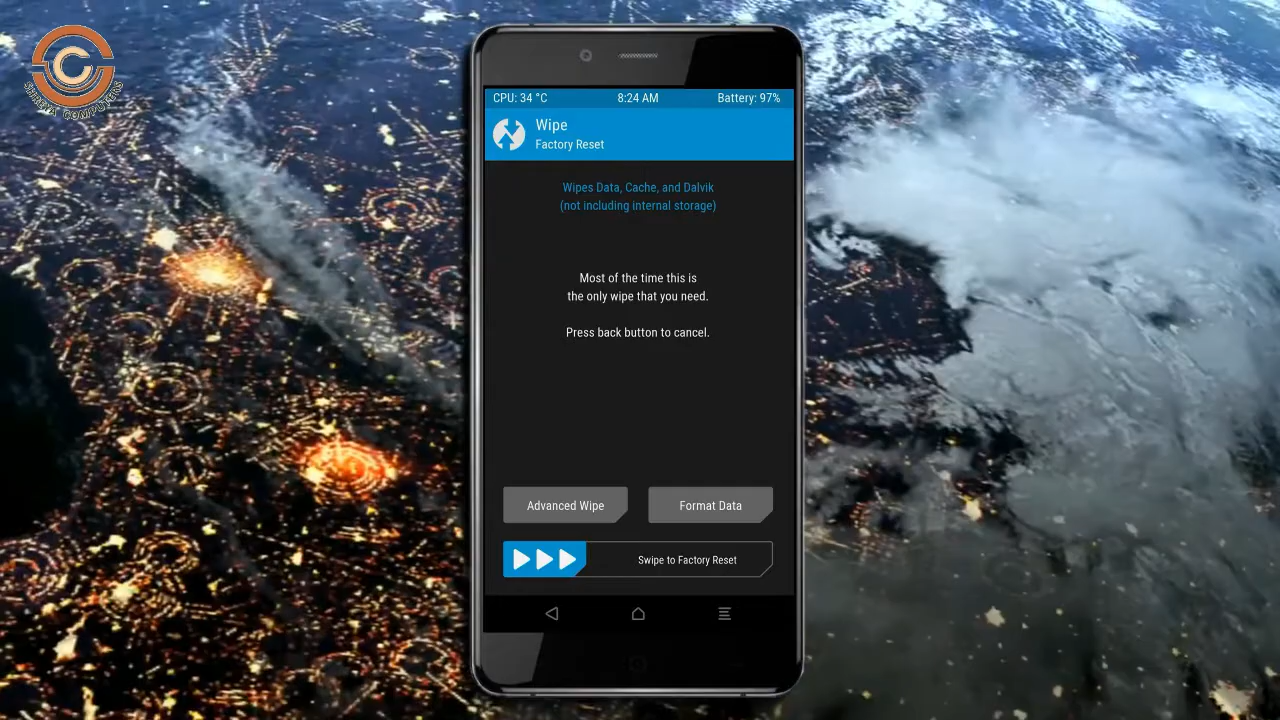 SHREYA COMPUTERS
CPU: 34 °C 8:24 AM Battery: 97%
Wipe
Factory Reset
Wipes Data, Cache, and Dalvik
(not including internal storage)
Most of the time this is
the only wipe that you need.
Press back button to cancel.
Advanced Wipe Format Data
Swipe to Factory Reset